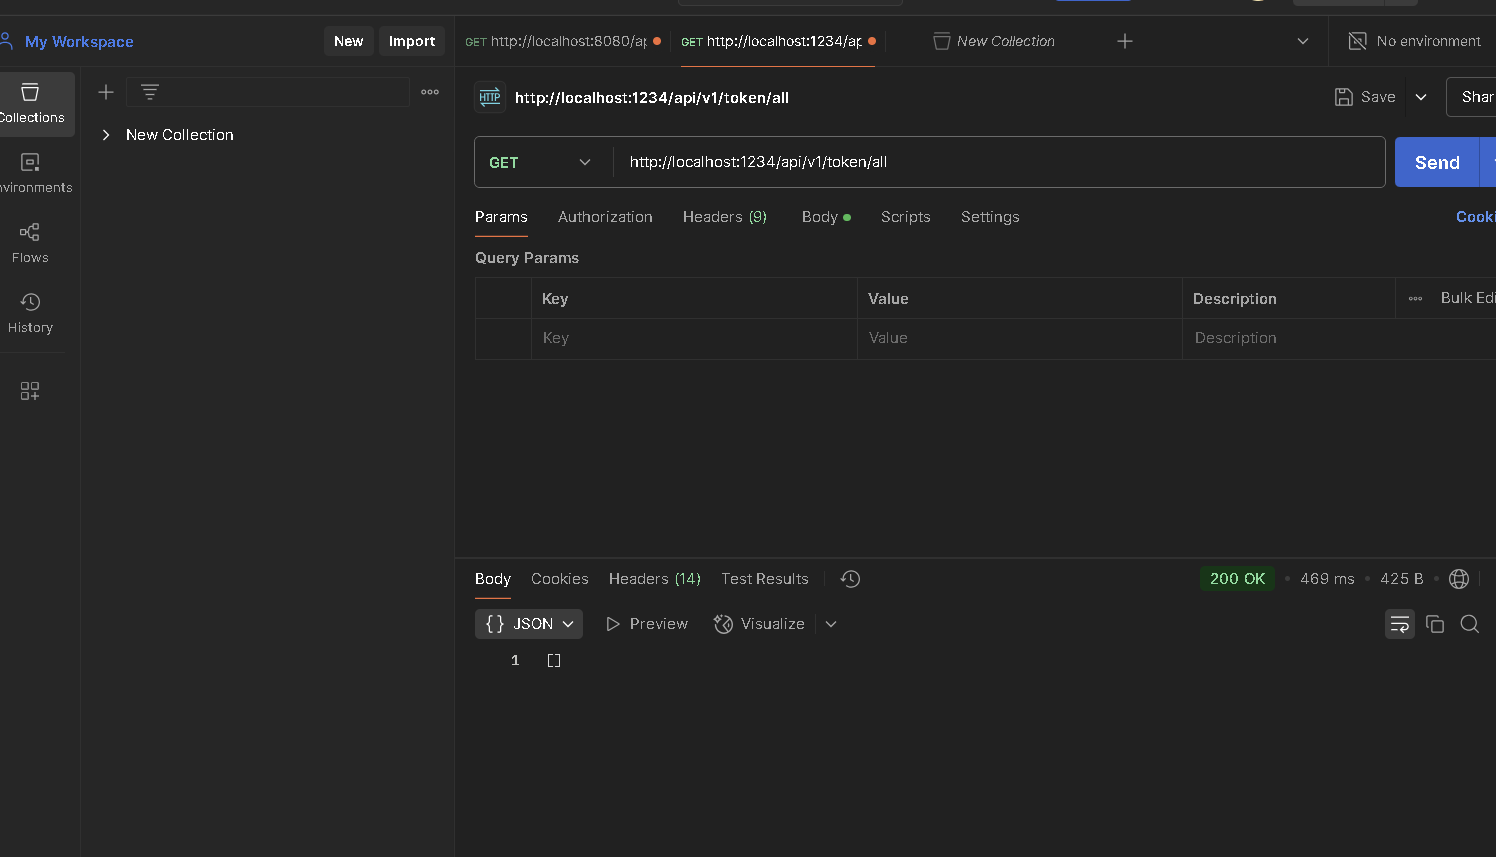 My Workspace
New
Import
GET http://localhost:8080/ap
GET http://localhost:1234/ap
New Collection
No environment
Collections
New Collection
http://localhost:1234/api/v1/token/all
Save
Shar
GET
http://localhost:1234/api/v1/token/all
Send
nvironments
Params
Authorization
Headers (9)
Body
Scripts
Settings
Cooki
Flows
Query Params
Key
Value
Description
Bulk Edi
History
Key
Value
Description
Body
Cookies
Headers (14)
Test Results
200 OK
469 ms
425 B
{} JSON
Preview
Visualize
1 []